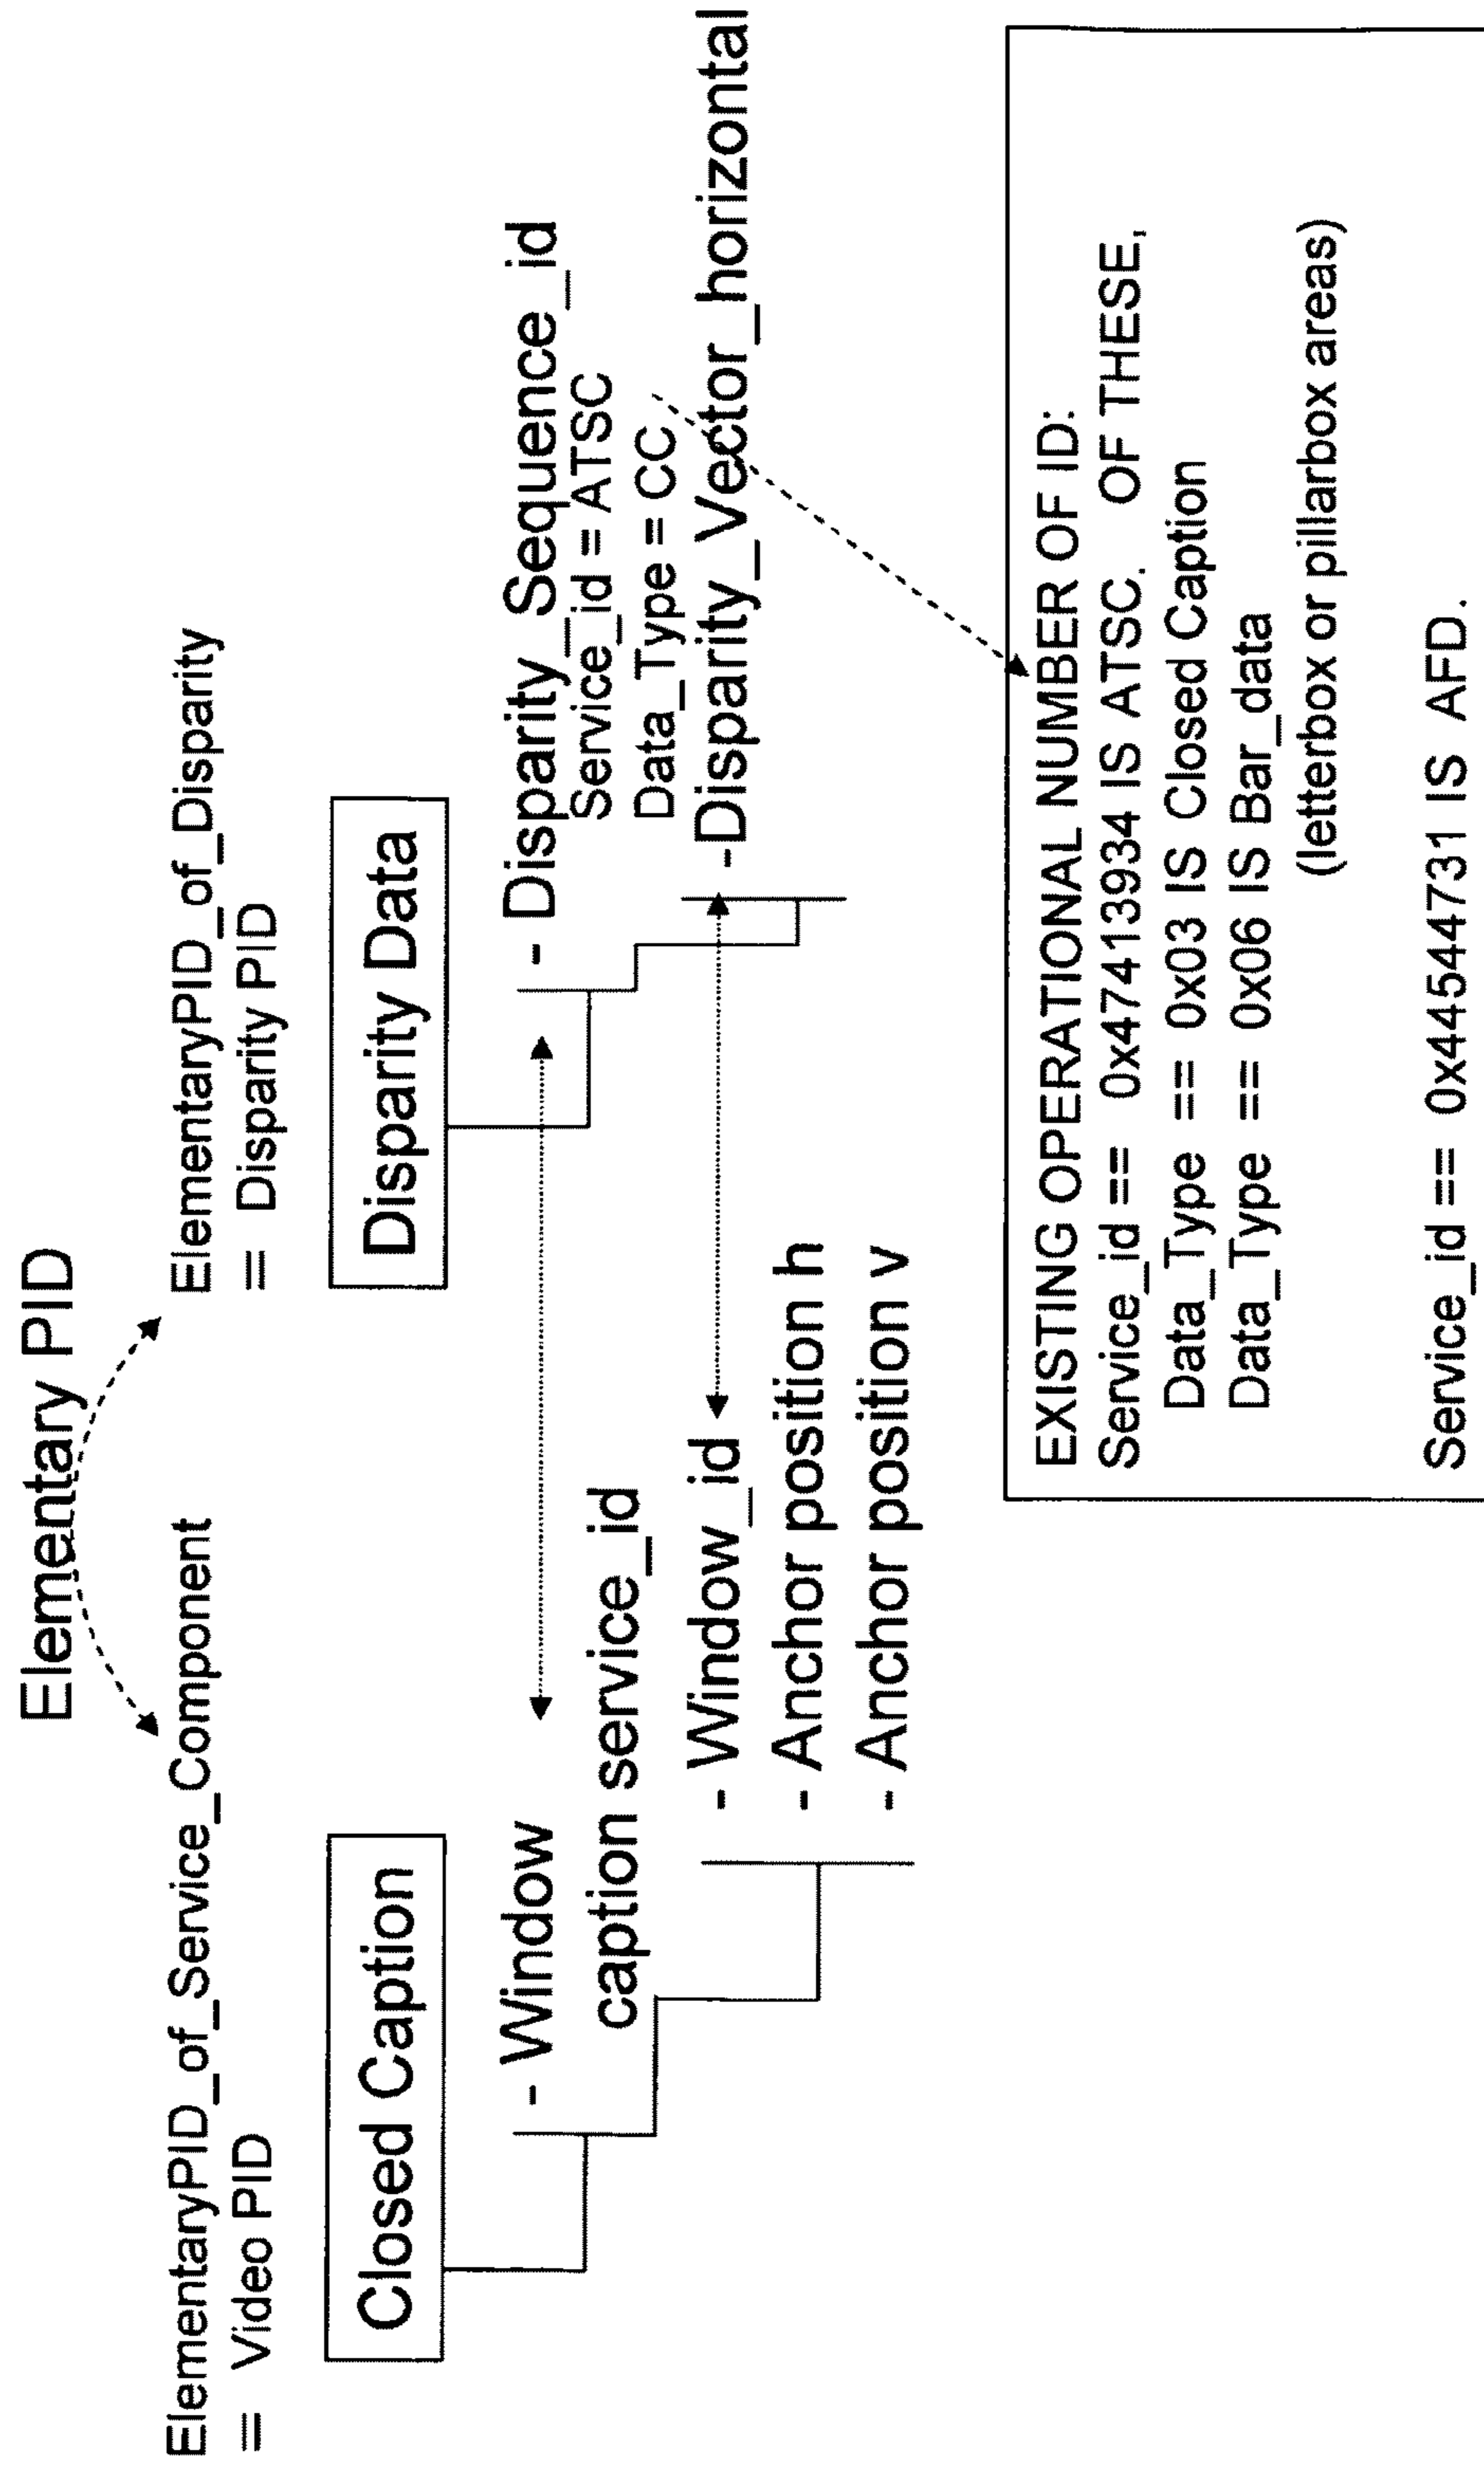 Elementary PID
ElementaryPID_of_Service_Component
= Video PID
ElementaryPID_of_Disparity
= Disparity PID
Closed Caption
- Window
caption service_id
- Window_id
- Anchor position h
- Anchor position v
Disparity Data
- Disparity_Sequence_id
Service_id = ATSC
Data_Type = CC
-Disparity_Vector_horizontal
EXISTING OPERATIONAL NUMBER OF ID:
Service_id == 0x47413934 IS ATSC. OF THESE,
Data_Type == 0x03 IS Closed Caption
Data_Type == 0x06 IS Bar_data
(letterbox or pillarbox areas)
Service_id == 0x44544731 IS AFD.